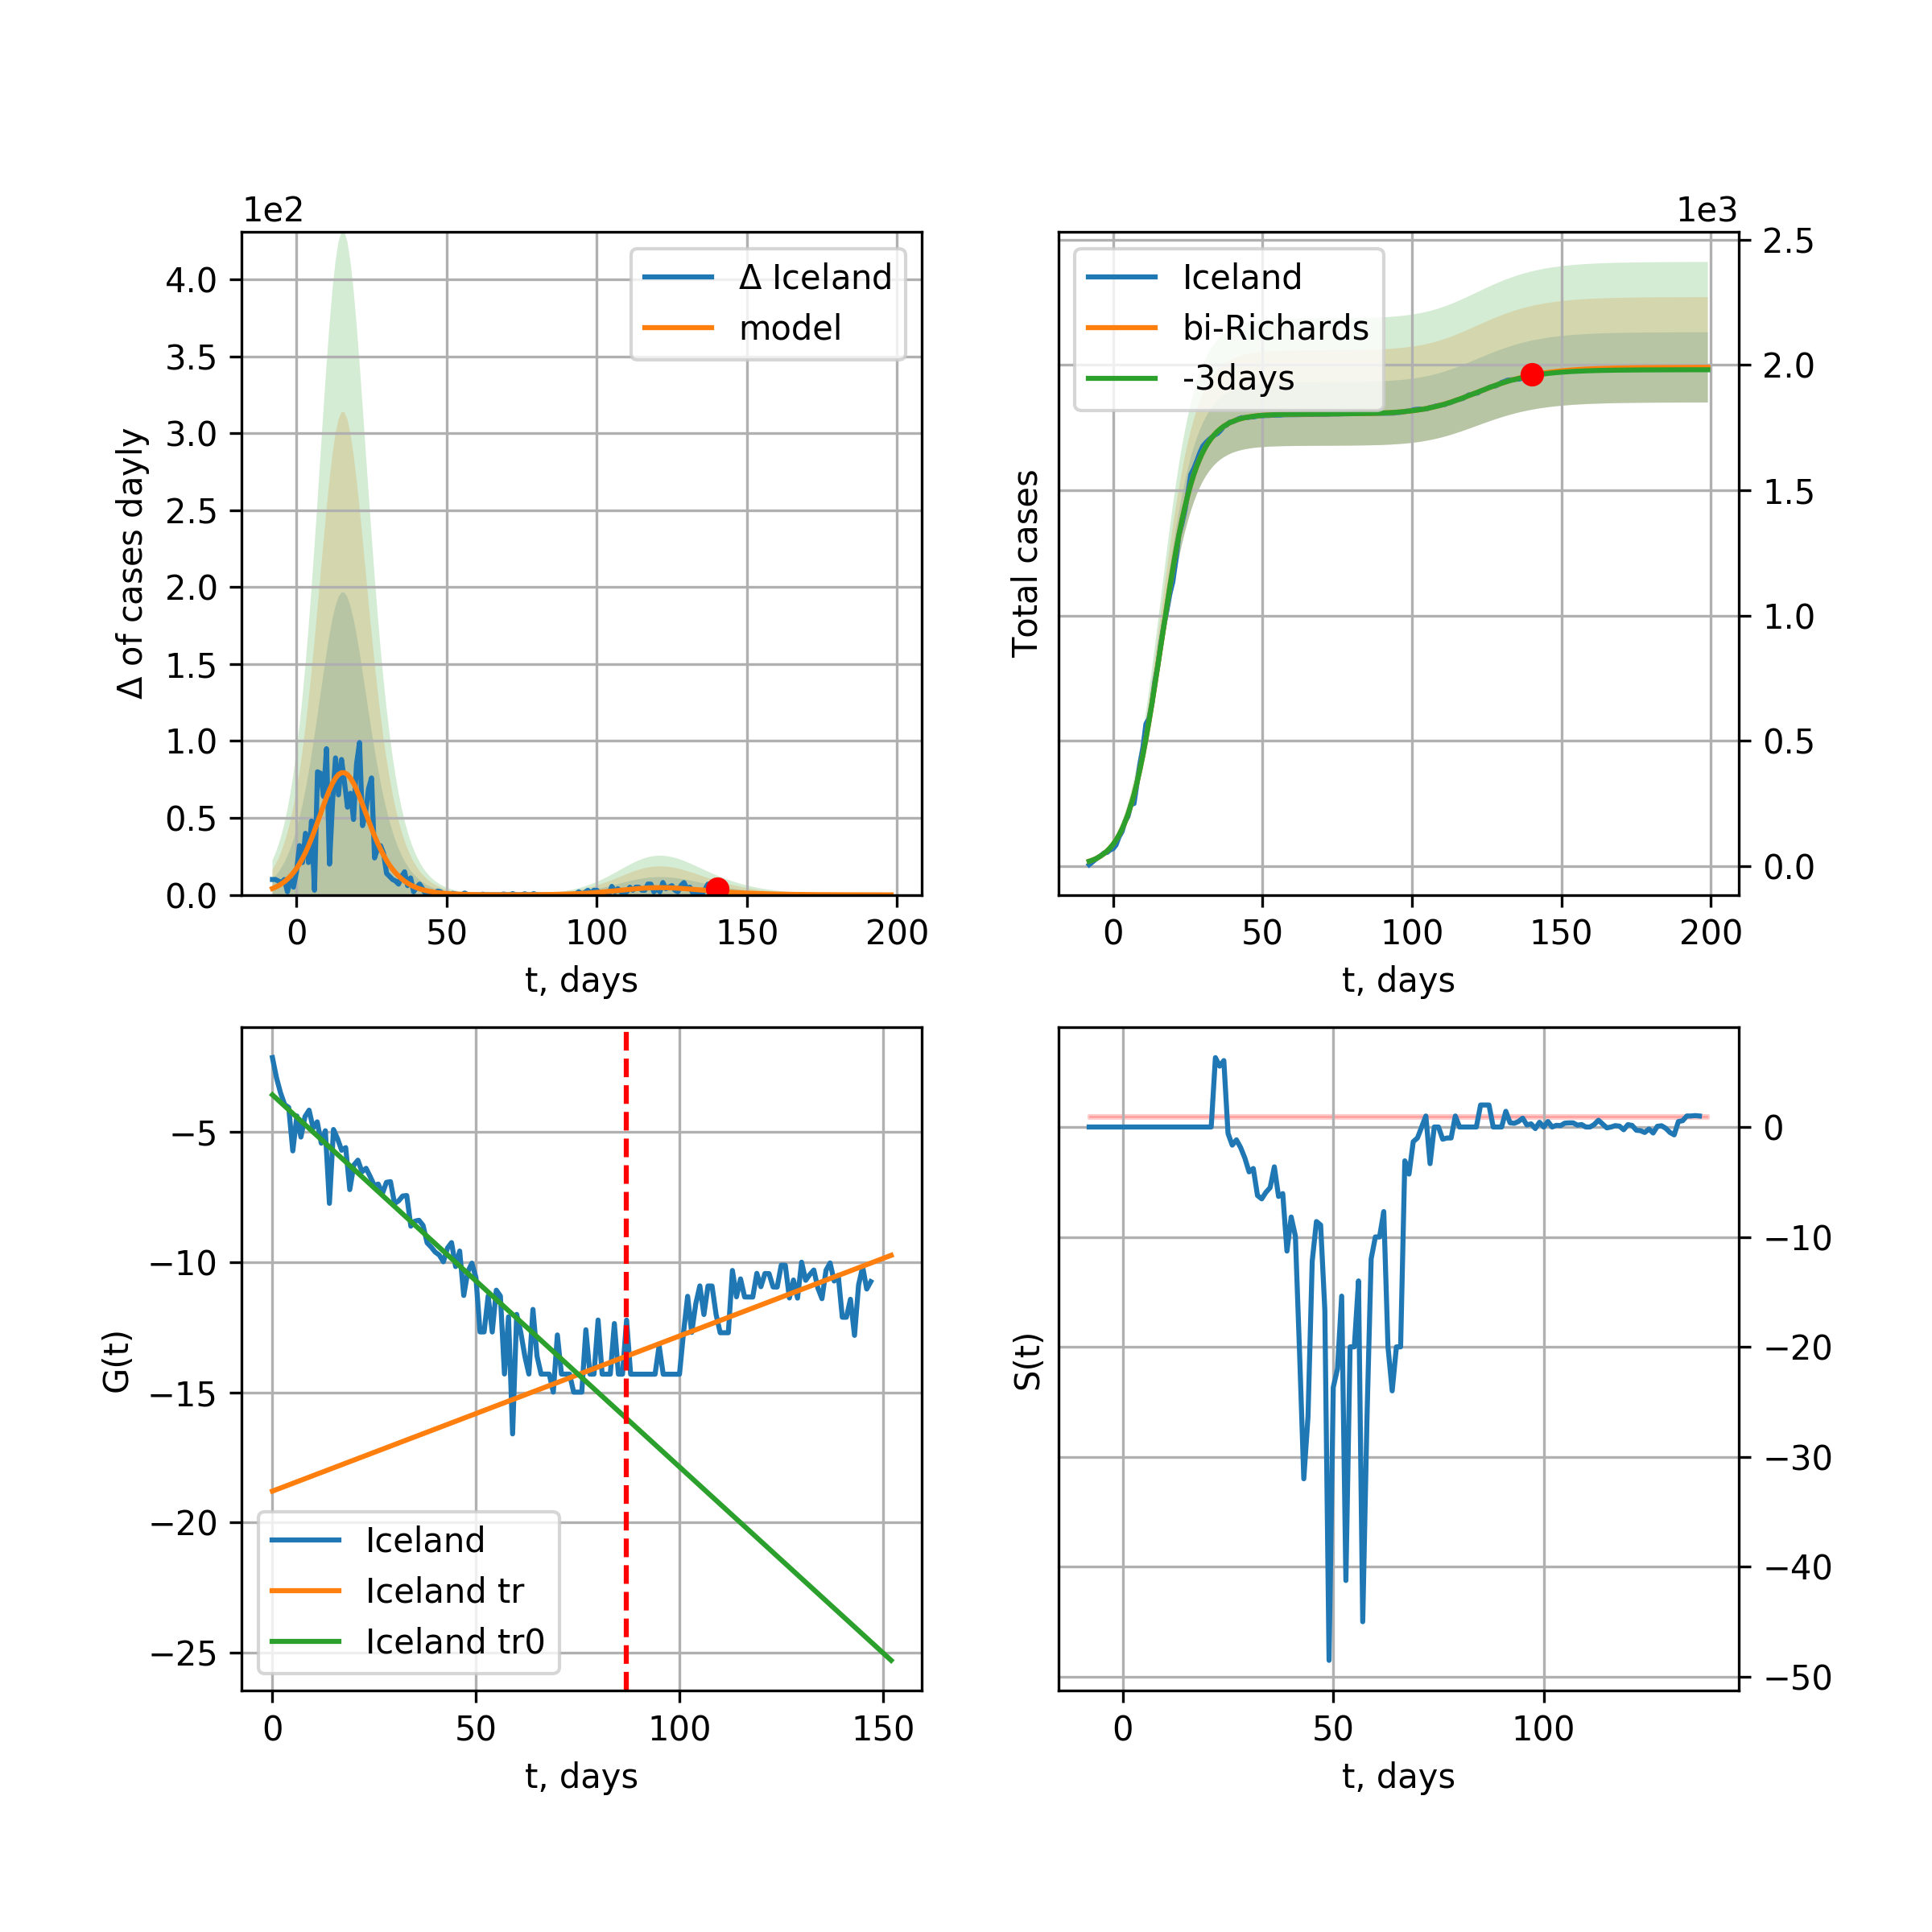 1e2
4.0
3.5
3.0
2.5
2.0
1.5
1.0
0.5
0.0
Δ of cases dayly
Δ Iceland
model
0 50 100 150 200
t, days
1e3
2.5
2.0
1.5
1.0
0.5
0.0
Total cases
Iceland
bi-Richards
-3days
0 50 100 150 200
t, days
−5
−10
−15
−20
−25
G(t)
Iceland
Iceland tr
Iceland tr0
0 50 100 150
t, days
0
−10
−20
−30
−40
−50
S(t)
0 50 100
t, days